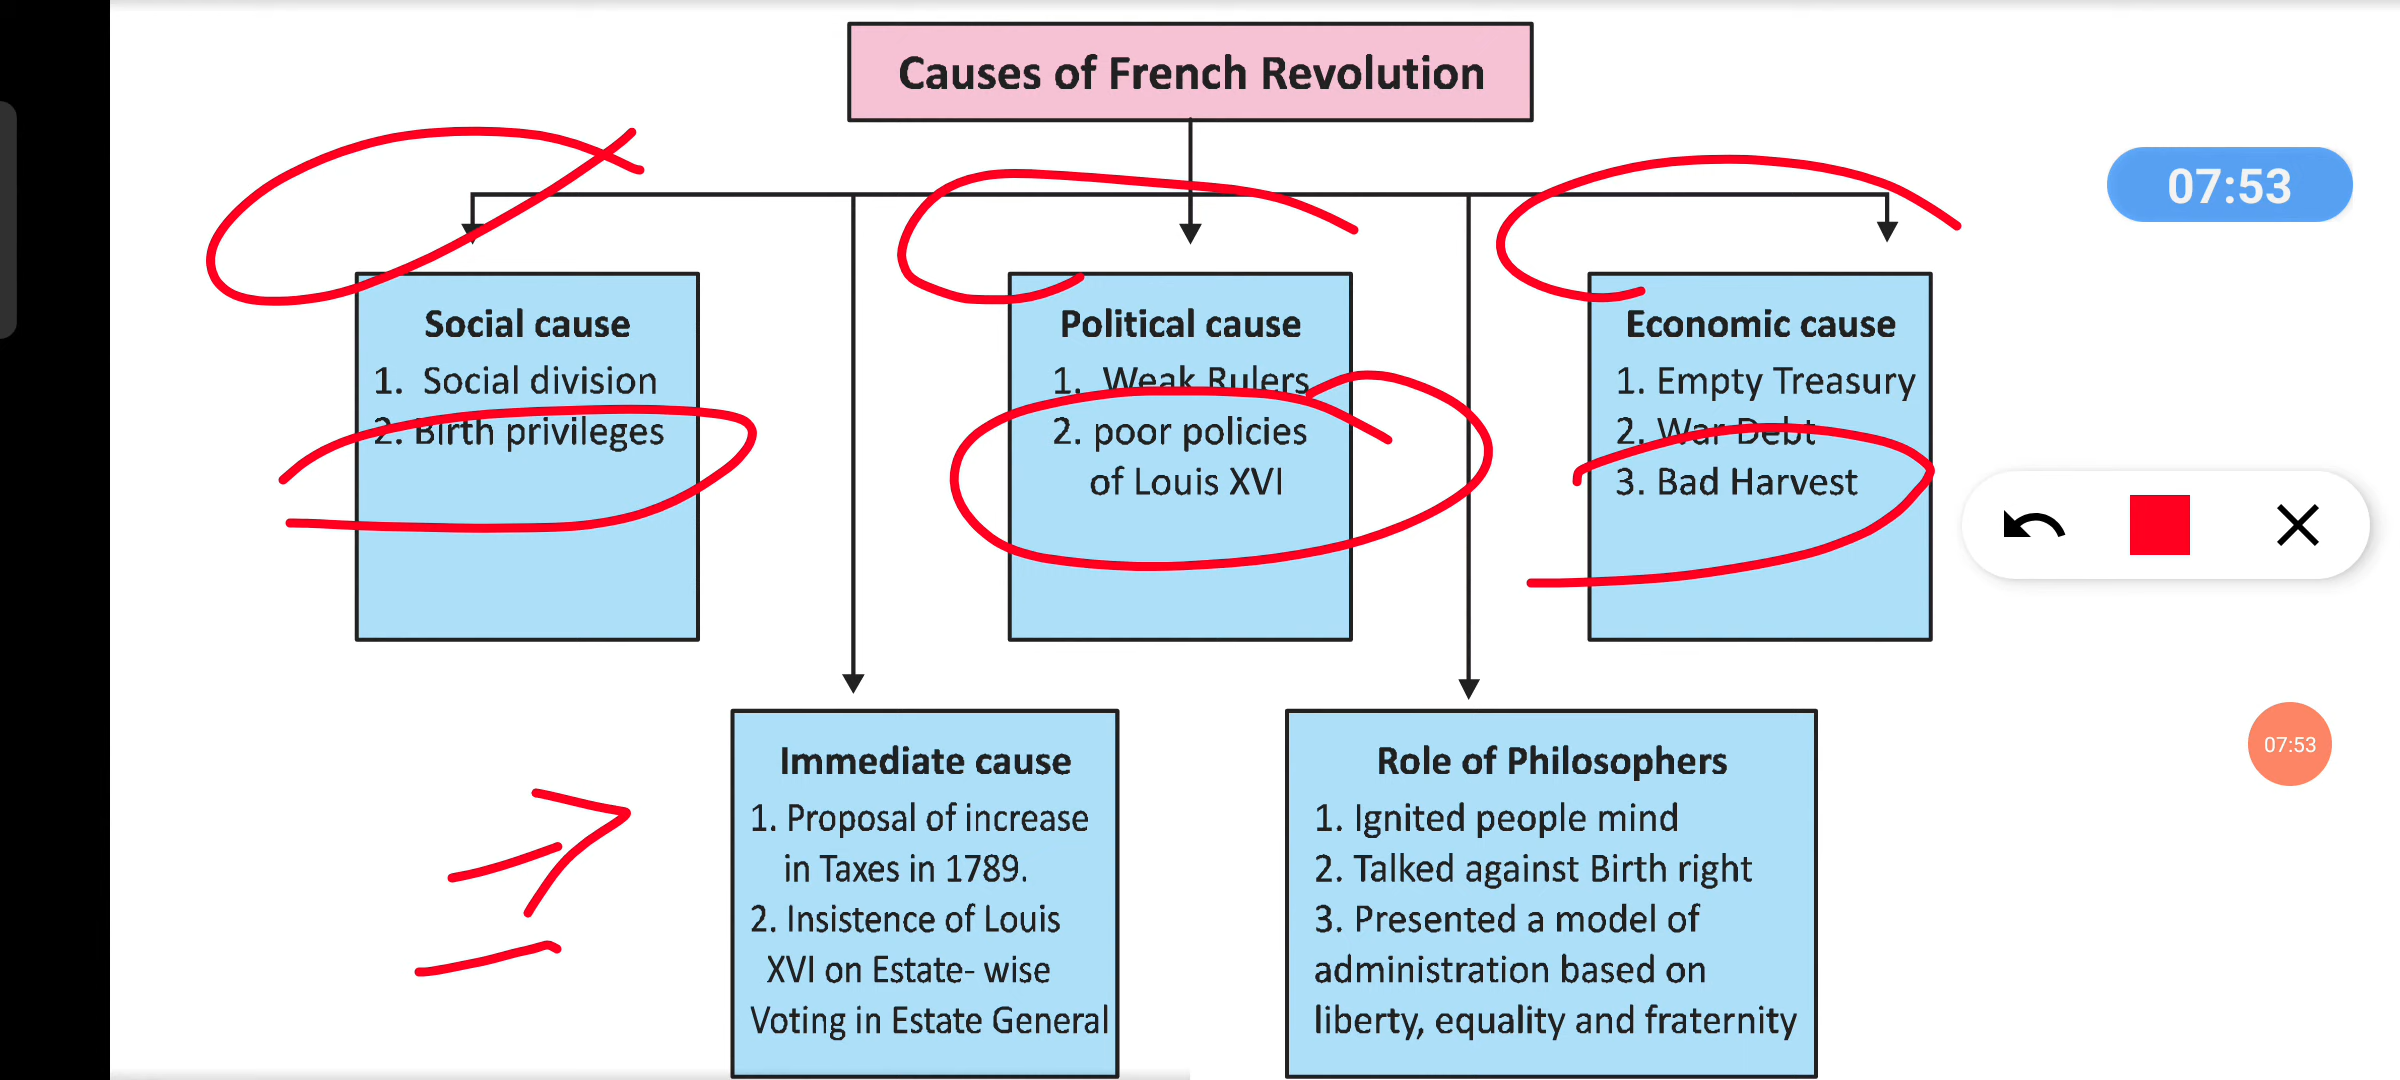 Causes of French Revolution
07:53
Social cause
1. Social division
2. Birth privileges
Political cause
1. Weak Rulers
2. poor policies
of Louis XVI
Economic cause
1. Empty Treasury
2. War Debt
3. Bad Harvest
07:53
Immediate cause
1. Proposal of increase
in Taxes in 1789.
2. Insistence of Louis
XVI on Estate- wise
Voting in Estate General
Role of Philosophers
1. Ignited people mind
2. Talked against Birth right
3. Presented a model of
administration based on
liberty, equality and fraternity